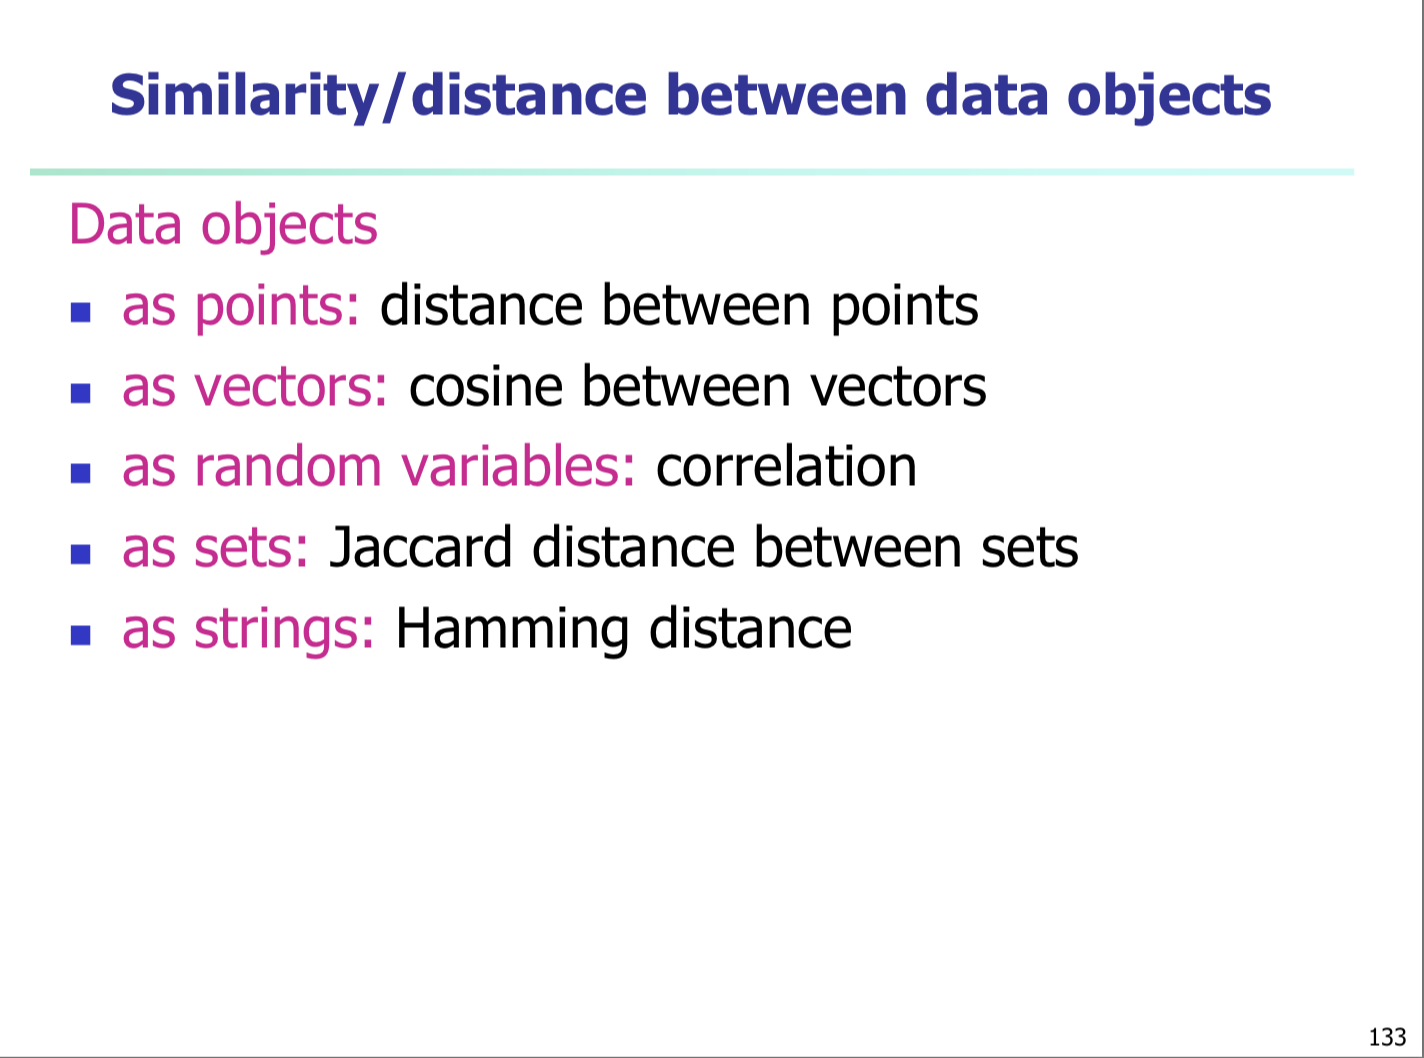 Similarity/distance between data objects
Data objects
as points: distance between points
as vectors: cosine between vectors
as random variables: correlation
as sets: Jaccard distance between sets
as strings: Hamming distance
133